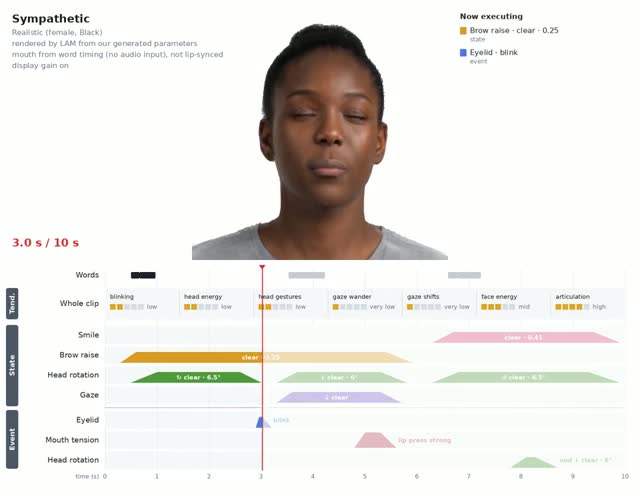 Sympathetic
Realistic (female, Black)
rendered by LAM from our generated parameters
mouth from word timing (no audio input), not lip-synced
display gain on
Now executing
Brow raise · clear · 0.25
state
Eyelid · blink
event
3.0 s / 10 s
Words
Tend.
Whole clip
blinking
low
head energy
low
head gestures
low
gaze wander
very low
gaze shifts
very low
face energy
mid
articulation
high
State
Smile
clear · 0.41
Brow raise
clear · 0.25
Head rotation
↻ clear · 6.5°
↓ clear · 6°
↺ clear · 6.5°
Gaze
↓ clear
Event
Eyelid
blink
Mouth tension
lip press strong
Head rotation
nod ↓ clear · 6°
time (s)
0 1 2 3 4 5 6 7 8 9 10